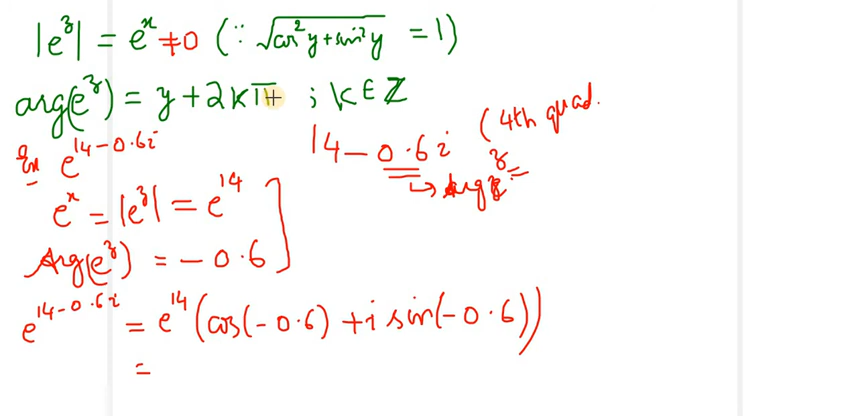 |e^z| = e^x ≠ 0 (∵ √cos²y + sin²y = 1)
arg(e^z) = y + 2kπ ; k ∈ Z
Ex e^14-0.6i
14 - 0.6i (4th quad.
e^x = |e^z| = e^14
Arg(e^z) = -0.6
e^14-0.6i = e^14 (cos(-0.6) + i sin(-0.6))
=